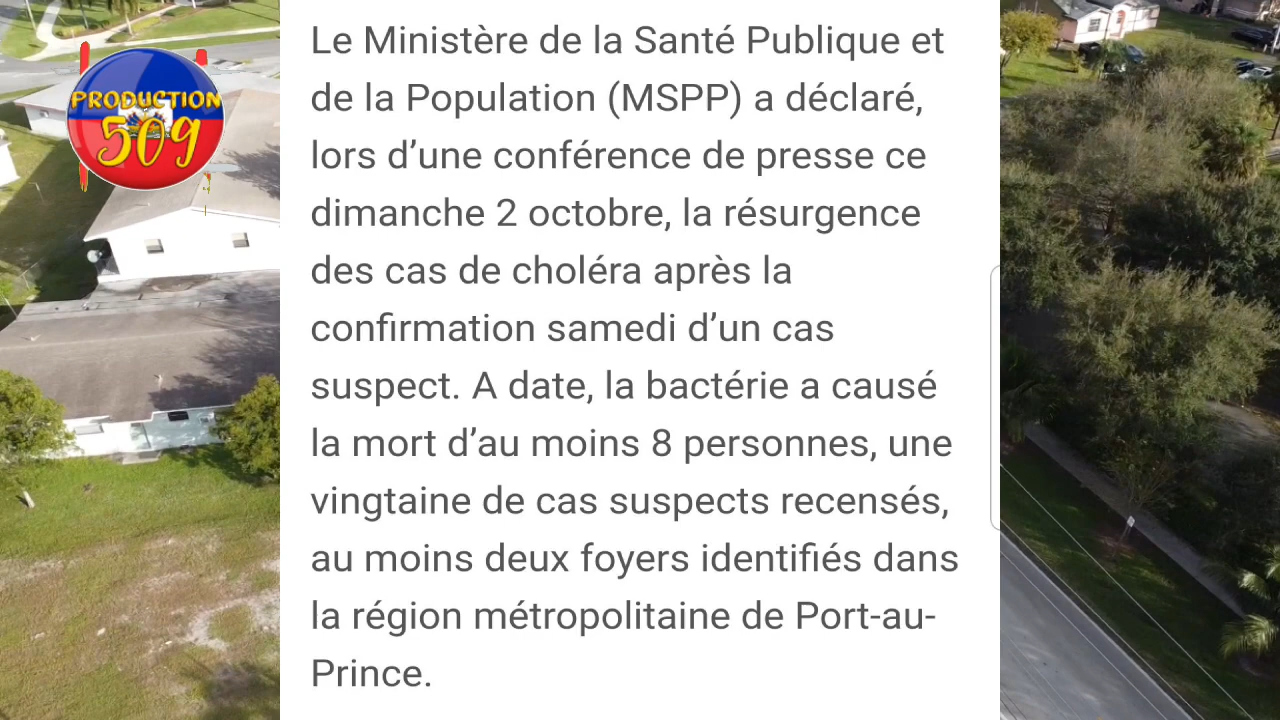 PRODUCTION
509
Le Ministère de la Santé Publique et
de la Population (MSPP) a déclaré,
lors d’une conférence de presse ce
dimanche 2 octobre, la résurgence
des cas de choléra après la
confirmation samedi d’un cas
suspect. A date, la bactérie a causé
la mort d’au moins 8 personnes, une
vingtaine de cas suspects recensés,
au moins deux foyers identifiés dans
la région métropolitaine de Port-au-
Prince.